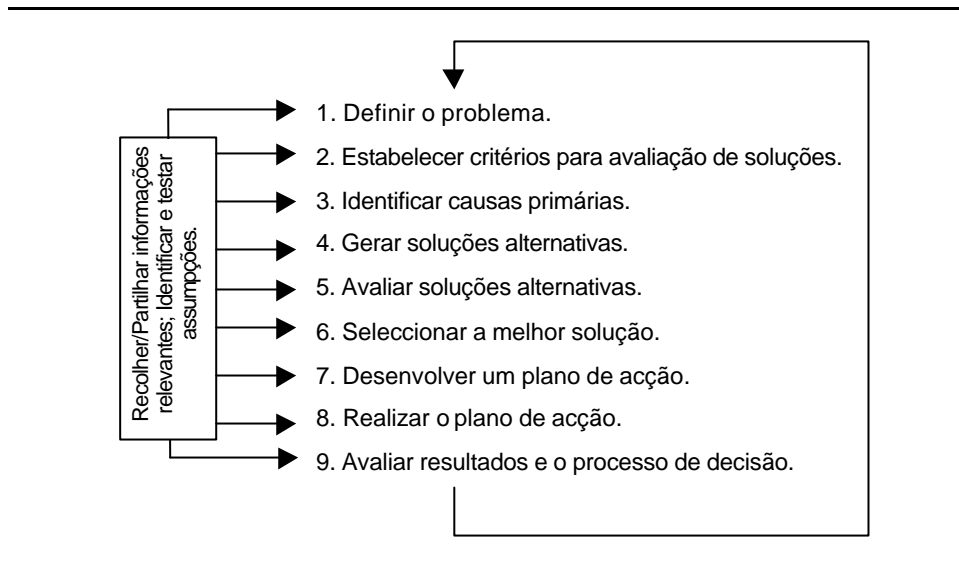 Recolher/Partilhar informações
relevantes; Identificar e testar
assumpções.
1. Definir o problema.
2. Estabelecer critérios para avaliação de soluções.
3. Identificar causas primárias.
4. Gerar soluções alternativas.
5. Avaliar soluções alternativas.
6. Seleccionar a melhor solução.
7. Desenvolver um plano de acção.
8. Realizar o plano de acção.
9. Avaliar resultados e o processo de decisão.